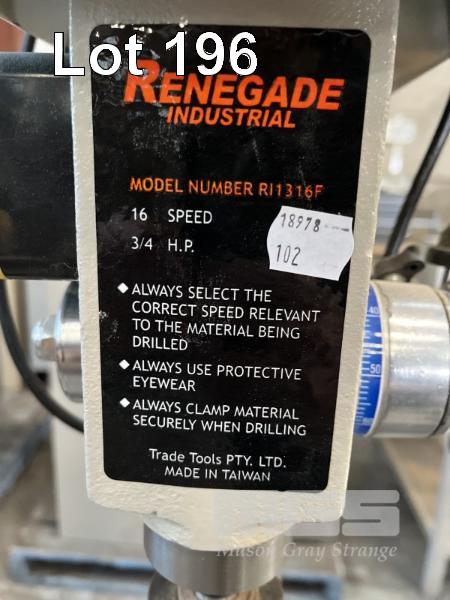 Lot 196
RENEGADE
INDUSTRIAL
MODEL NUMBER RI1316F
16 SPEED
3/4 H.P.
18978
102
◆ ALWAYS SELECT THE
CORRECT SPEED RELEVANT
TO THE MATERIAL BEING
DRILLED
◆ ALWAYS USE PROTECTIVE
EYEWEAR
◆ ALWAYS CLAMP MATERIAL
SECURELY WHEN DRILLING
40
50
Trade Tools PTY. LTD.
MADE IN TAIWAN
Mason Gray Strange